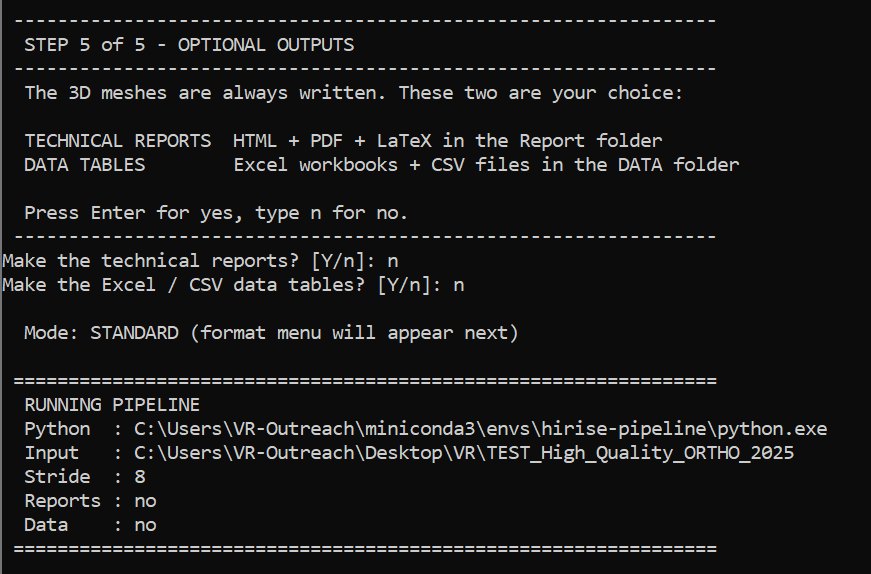 ----------------------------------------------------------------
STEP 5 of 5 - OPTIONAL OUTPUTS
----------------------------------------------------------------
The 3D meshes are always written. These two are your choice:

TECHNICAL REPORTS  HTML + PDF + LaTeX in the Report folder
DATA TABLES        Excel workbooks + CSV files in the DATA folder

Press Enter for yes, type n for no.
----------------------------------------------------------------
Make the technical reports? [Y/n]: n
Make the Excel / CSV data tables? [Y/n]: n

Mode: STANDARD (format menu will appear next)

================================================================
RUNNING PIPELINE
Python  : C:\Users\VR-Outreach\miniconda3\envs\hirise-pipeline\python.exe
Input   : C:\Users\VR-Outreach\Desktop\VR\TEST_High_Quality_ORTHO_2025
Stride  : 8
Reports : no
Data    : no
================================================================